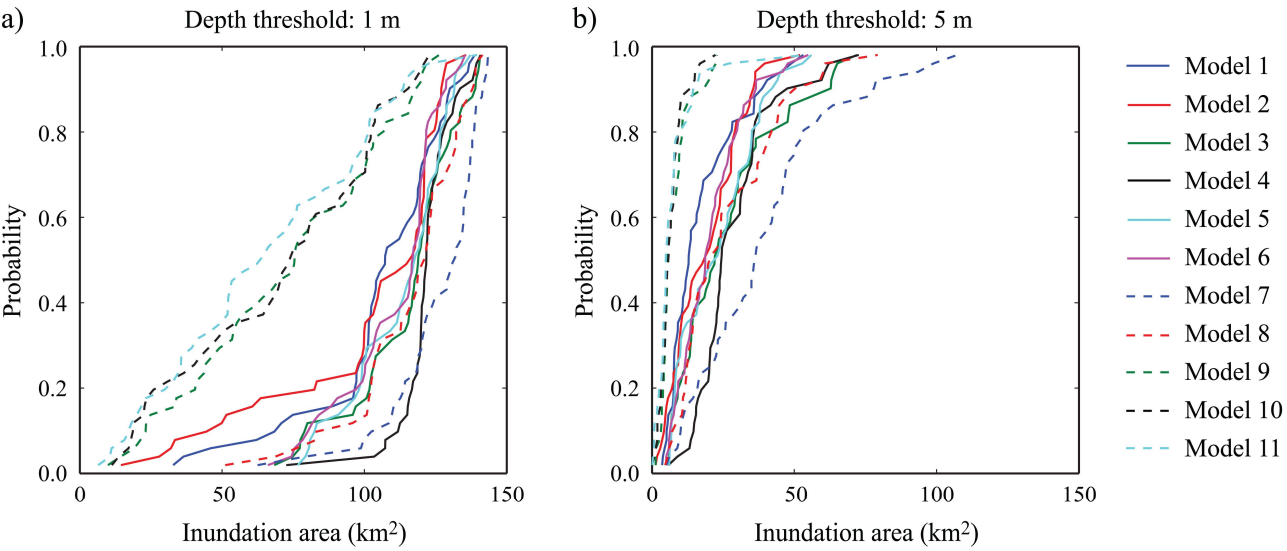 a)
Depth threshold: 1 m
1.0
0.8
0.6
0.4
0.2
0.0
Probability
0 50 100 150
Inundation area (km²)
b)
Depth threshold: 5 m
1.0
0.8
0.6
0.4
0.2
0.0
Probability
0 50 100 150
Inundation area (km²)
Model 1
Model 2
Model 3
Model 4
Model 5
Model 6
Model 7
Model 8
Model 9
Model 10
Model 11